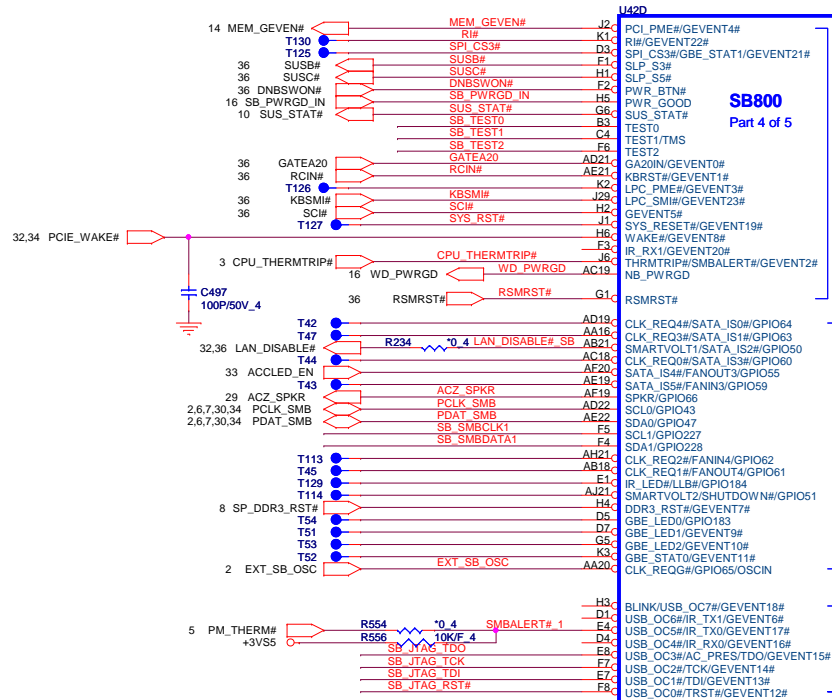 U42D
14 MEM_GEVEN# MEM_GEVEN# J2 PCI_PME#/GEVENT4#
T130 RI# K1 RI#/GEVENT22#
T125 SPI_CS3# D3 SPI_CS3#/GBE_STAT1/GEVENT21#
36 SUSB# SUSB# F1 SLP_S3#
36 SUSC# SUSC# H1 SLP_S5#
36 DNBSWON# DNBSWON# F2 PWR_BTN#
16 SB_PWRGD_IN SB_PWRGD_IN H5 PWR_GOOD
10 SUS_STAT# SUS_STAT# G6 SUS_STAT#
SB800
Part 4 of 5
SB_TEST0 B3 TEST0
SB_TEST1 C4 TEST1/TMS
SB_TEST2 F6 TEST2
36 GATEA20 GATEA20 AD21 GA20IN/GEVENT0#
36 RCIN# RCIN# AE21 KBRST#/GEVENT1#
T126 K2 LPC_PME#/GEVENT3#
36 KBSMI# KBSMI# J29 LPC_SMI#/GEVENT23#
36 SCI# SCI# H2 GEVENT5#
T127 SYS_RST# J1 SYS_RESET#/GEVENT19#
32,34 PCIE_WAKE# H6 WAKE#/GEVENT8#
F3 IR_RX1/GEVENT20#
3 CPU_THERMTRIP# CPU_THERMTRIP# J6 THRMTRIP#/SMBALERT#/GEVENT2#
16 WD_PWRGD WD_PWRGD AC19 NB_PWRGD
C497
100P/50V_4
36 RSMRST# RSMRST# G1 RSMRST#
T42 AD19 CLK_REQ4#/SATA_IS0#/GPIO64
T47 AA16 CLK_REQ3#/SATA_IS1#/GPIO63
32,36 LAN_DISABLE# R234 *0_4 LAN_DISABLE#_SB AB21 SMARTVOLT1/SATA_IS2#/GPIO50
T44 AC18 CLK_REQ0#/SATA_IS3#/GPIO60
33 ACCLED_EN AF20 SATA_IS4#/FANOUT3/GPIO55
T43 AE19 SATA_IS5#/FANIN3/GPIO59
29 ACZ_SPKR ACZ_SPKR AF19 SPKR/GPIO66
2,6,7,30,34 PCLK_SMB PCLK_SMB AD22 SCL0/GPIO43
2,6,7,30,34 PDAT_SMB PDAT_SMB AE22 SDA0/GPIO47
SB_SMBCLK1 F5 SCL1/GPIO227
SB_SMBDATA1 F4 SDA1/GPIO228
T113 AH21 CLK_REQ2#/FANIN4/GPIO62
T45 AB18 CLK_REQ1#/FANOUT4/GPIO61
T129 E1 IR_LED#/LLB#/GPIO184
T114 AJ21 SMARTVOLT2/SHUTDOWN#/GPIO51
8 SP_DDR3_RST# H4 DDR3_RST#/GEVENT7#
T54 D5 GBE_LED0/GPIO183
T51 D7 GBE_LED1/GEVENT9#
T53 G5 GBE_LED2/GEVENT10#
T52 K3 GBE_STAT0/GEVENT11#
2 EXT_SB_OSC EXT_SB_OSC AA20 CLK_REQG#/GPIO65/OSCIN
H3 BLINK/USB_OC7#/GEVENT18#
D1 USB_OC6#/IR_TX1/GEVENT6#
5 PM_THERM# R554 *0_4 SMBALERT#_1 E4 USB_OC5#/IR_TX0/GEVENT17#
+3VS5 R556 10K/F_4 D4 USB_OC4#/IR_RX0/GEVENT16#
SB_JTAG_TDO E8 USB_OC3#/AC_PRES/TDO/GEVENT15#
SB_JTAG_TCK F7 USB_OC2#/TCK/GEVENT14#
SB_JTAG_TDI E7 USB_OC1#/TDI/GEVENT13#
SB_JTAG_RST# F8 USB_OC0#/TRST#/GEVENT12#